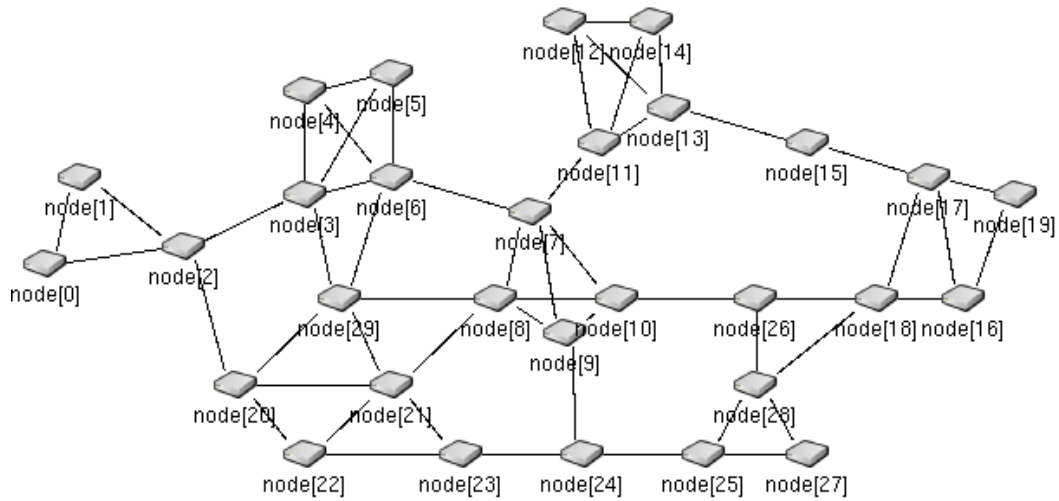 node[12]
node[14]
node[5]
node[4]
node[13]
node[11]
node[15]
node[1]
node[3]
node[6]
node[17]
node[19]
node[7]
node[2]
node[0]
node[29]
node[8]
node[10]
node[26]
node[18]
node[16]
node[9]
node[20]
node[21]
node[28]
node[22]
node[23]
node[24]
node[25]
node[27]